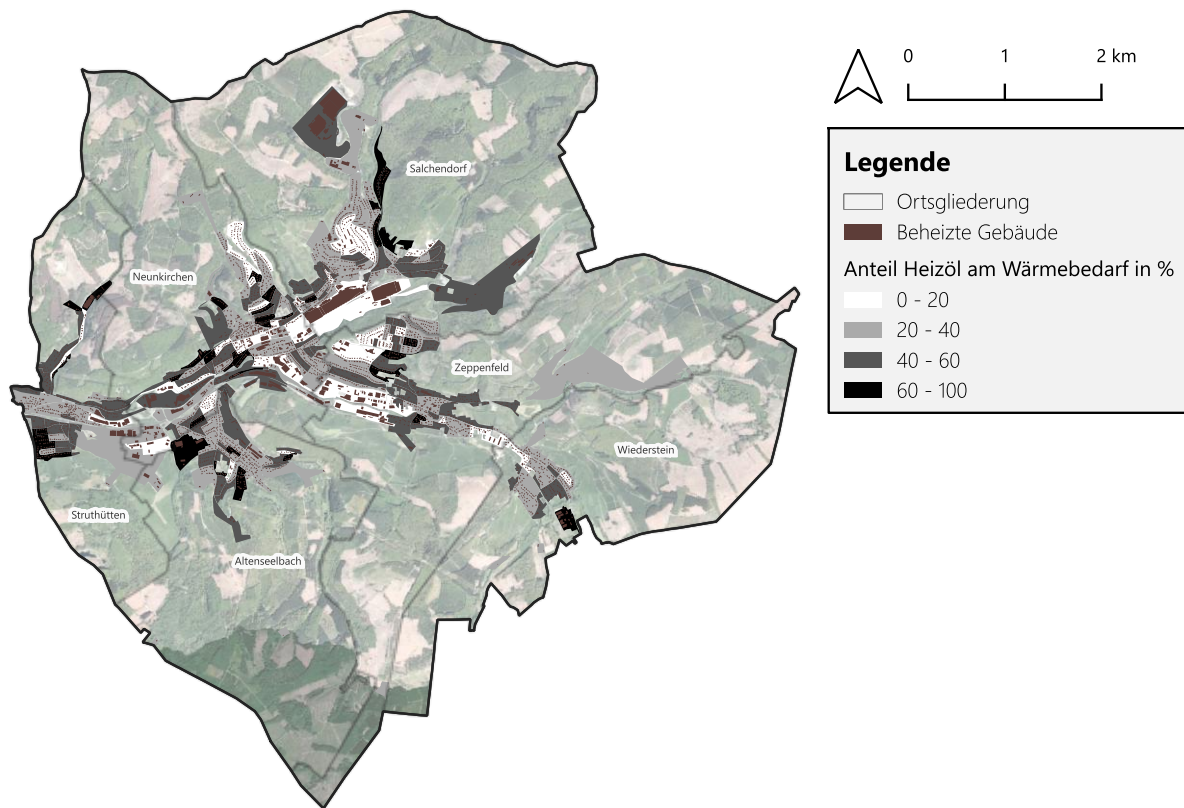 0 1 2 km
Legende
Ortsgliederung
Beheizte Gebäude
Anteil Heizöl am Wärmebedarf in %
0 - 20
20 - 40
40 - 60
60 - 100
Salchendorf
Neunkirchen
Zeppenfeld
Wiederstein
Struthütten
Altenseelbach